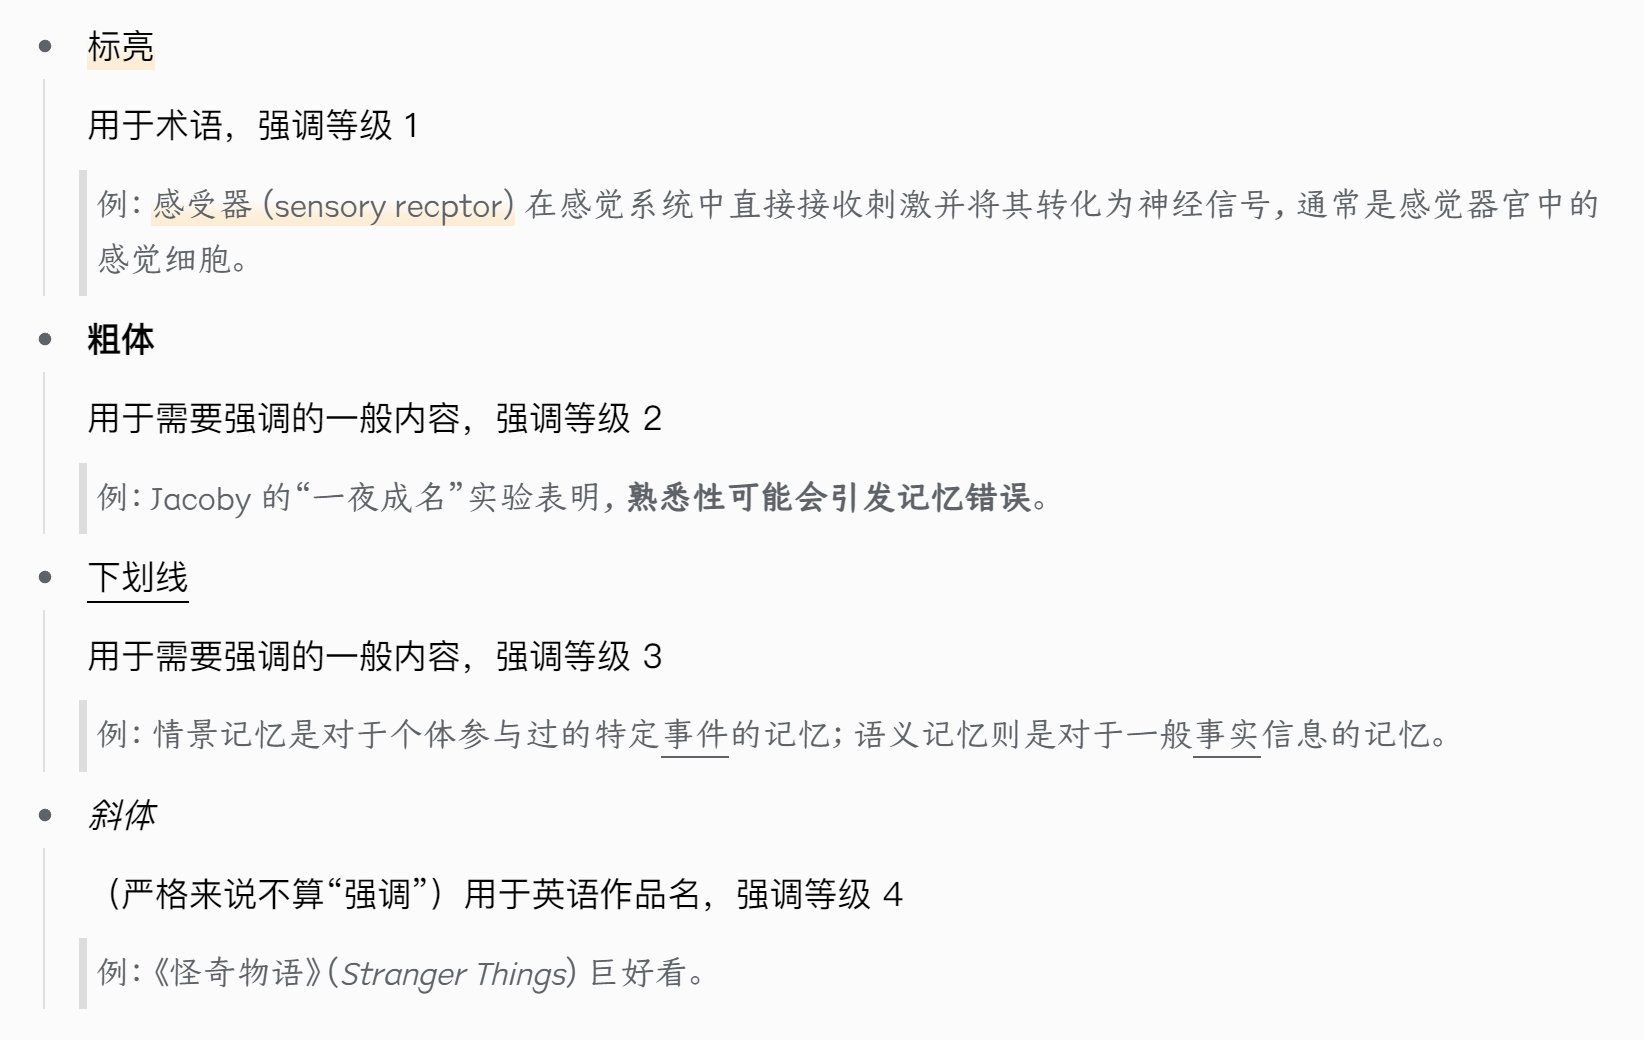 标亮
用于术语，强调等级 1
例：感受器 (sensory recptor) 在感觉系统中直接接收刺激并将其转化为神经信号，通常是感觉器官中的
感觉细胞。
粗体
用于需要强调的一般内容，强调等级 2
例：Jacoby 的“一夜成名”实验表明，熟悉性可能会引发记忆错误。
下划线
用于需要强调的一般内容，强调等级 3
例：情景记忆是对于个体参与过的特定事件的记忆；语义记忆则是对于一般事实信息的记忆。
斜体
（严格来说不算“强调”）用于英语作品名，强调等级 4
例：《怪奇物语》(Stranger Things) 巨好看。